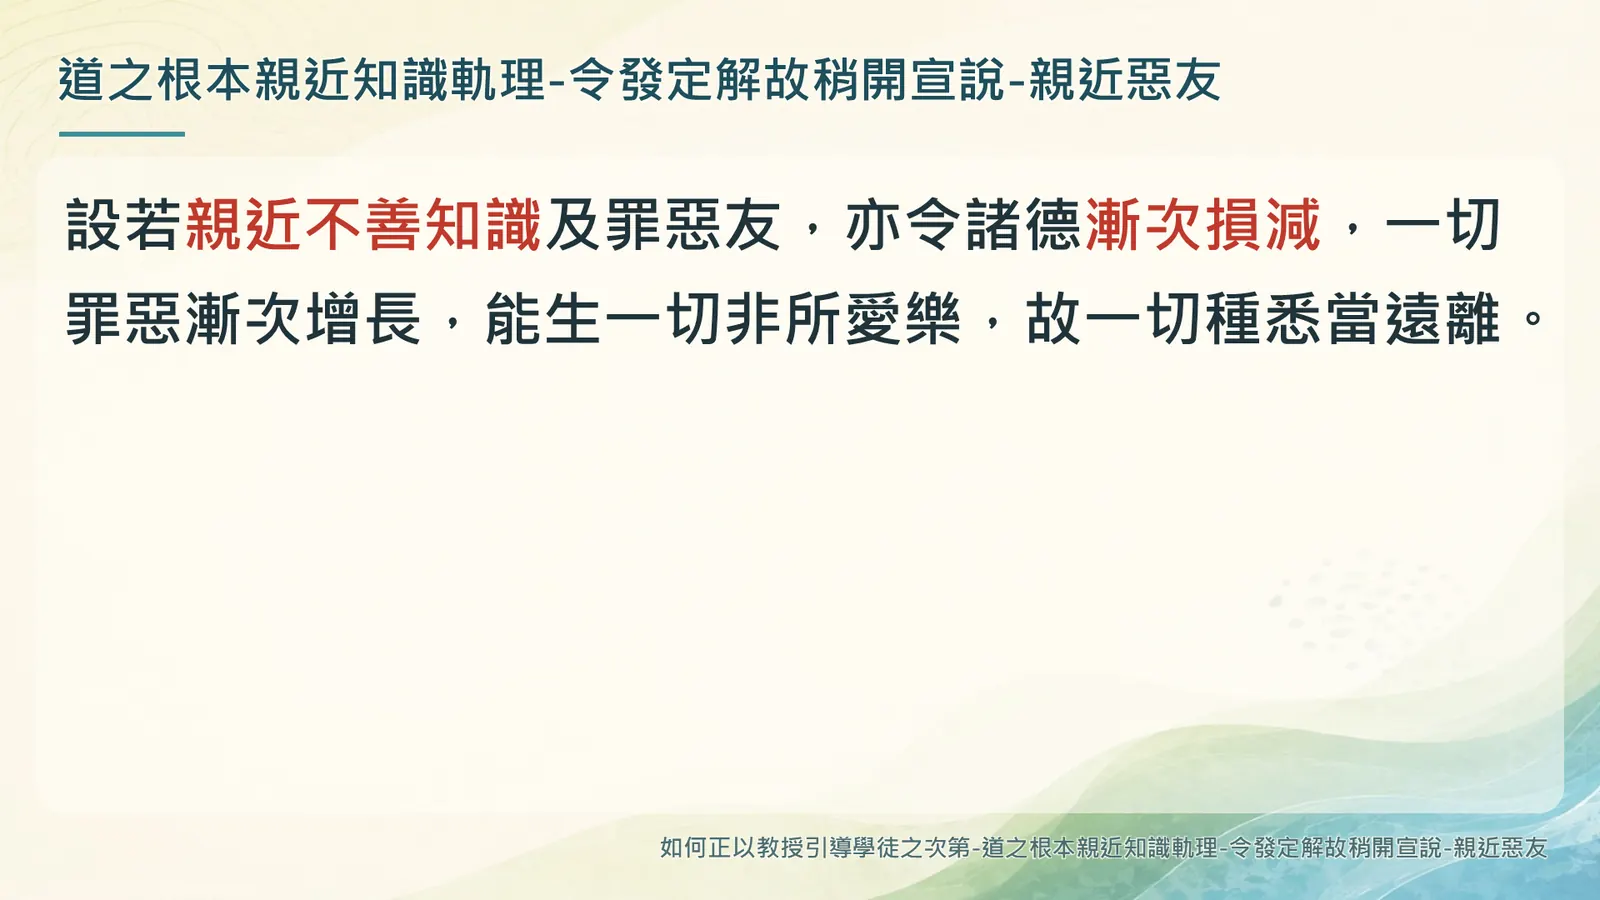 道之根本親近知識軌理-令發定解故稍開宣說-親近惡友
設若親近不善知識及罪惡友，亦令諸德漸次損減，一切
罪惡漸次增長，能生一切非所愛樂，故一切種悉當遠離。
如何正以教授引導學徒之次第-道之根本親近知識軌理-令發定解故稍開宣說-親近惡友